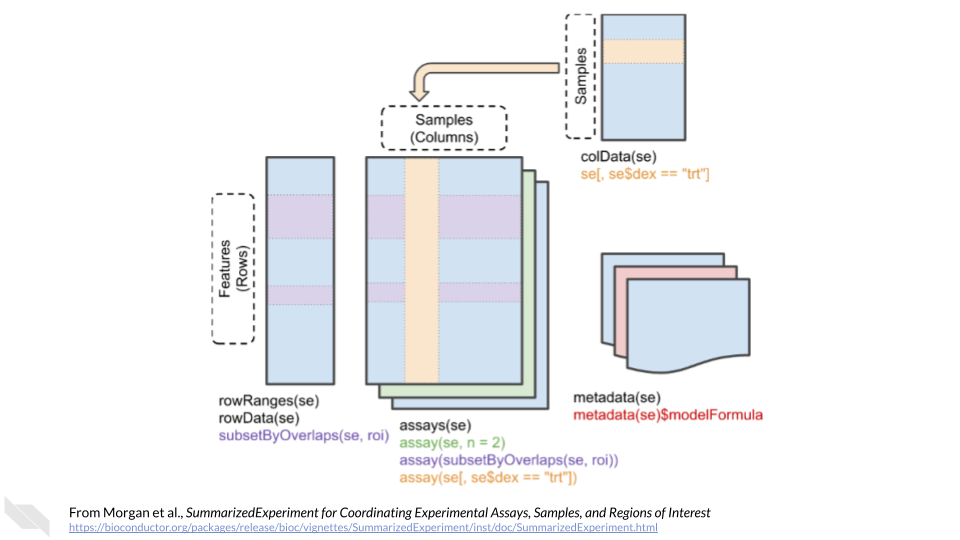 Samples
Samples
(Columns)
colData(se)
se[, se$dex == "trt"]
Features
(Rows)
rowRanges(se)
rowData(se)
subsetByOverlaps(se, roi)
assays(se)
assay(se, n = 2)
assay(subsetByOverlaps(se, roi))
assay(se[, se$dex == "trt"])
metadata(se)
metadata(se)$modelFormula
From Morgan et al., SummarizedExperiment for Coordinating Experimental Assays, Samples, and Regions of Interest
https://bioconductor.org/packages/release/bioc/vignettes/SummarizedExperiment/inst/doc/SummarizedExperiment.html